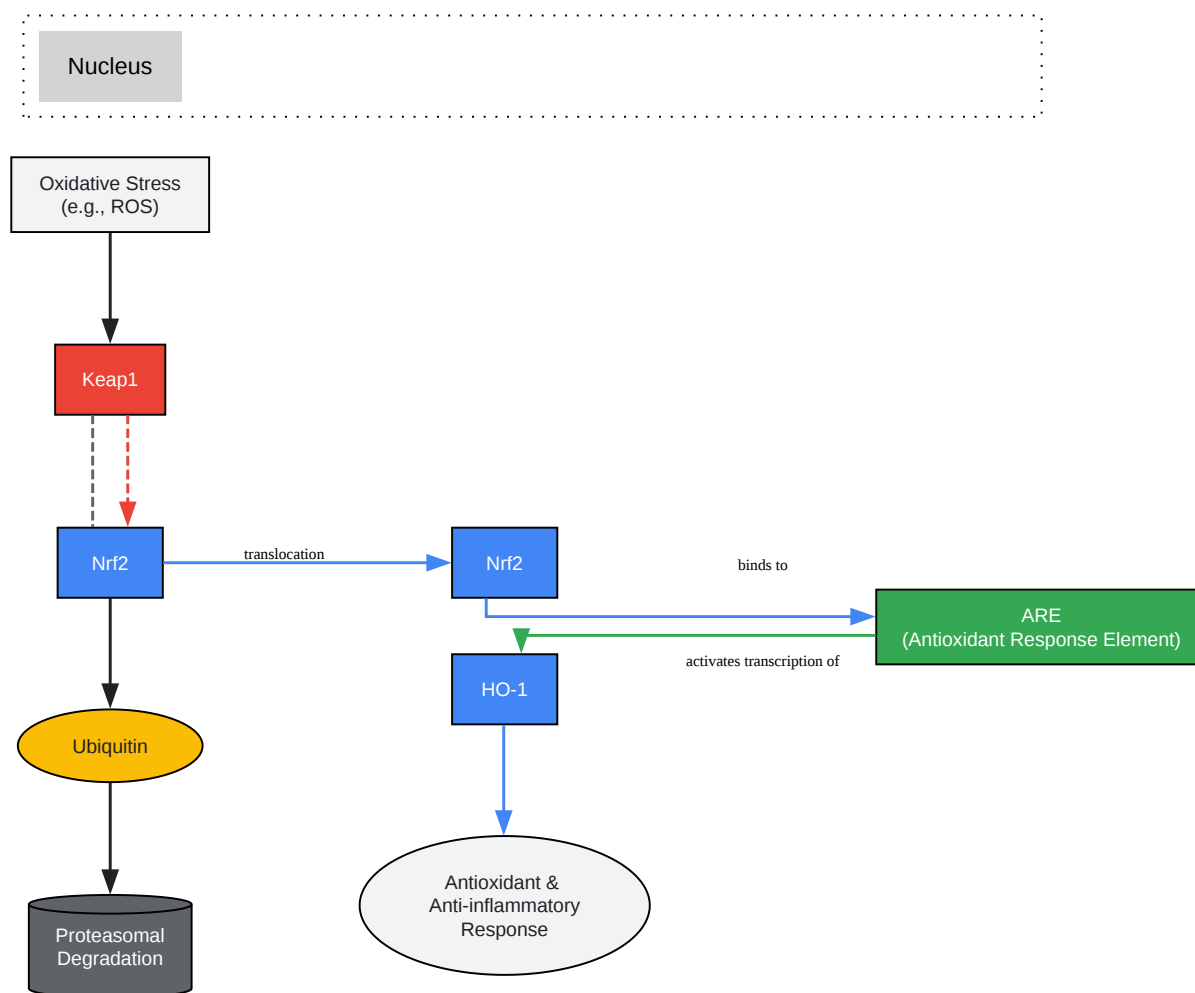 Nucleus
Oxidative Stress
(e.g., ROS)
Keap1
Nrf2
translocation
Nrf2
binds to
ARE
(Antioxidant Response Element)
activates transcription of
HO-1
Ubiquitin
Antioxidant &
Anti-inflammatory
Response
Proteasomal
Degradation